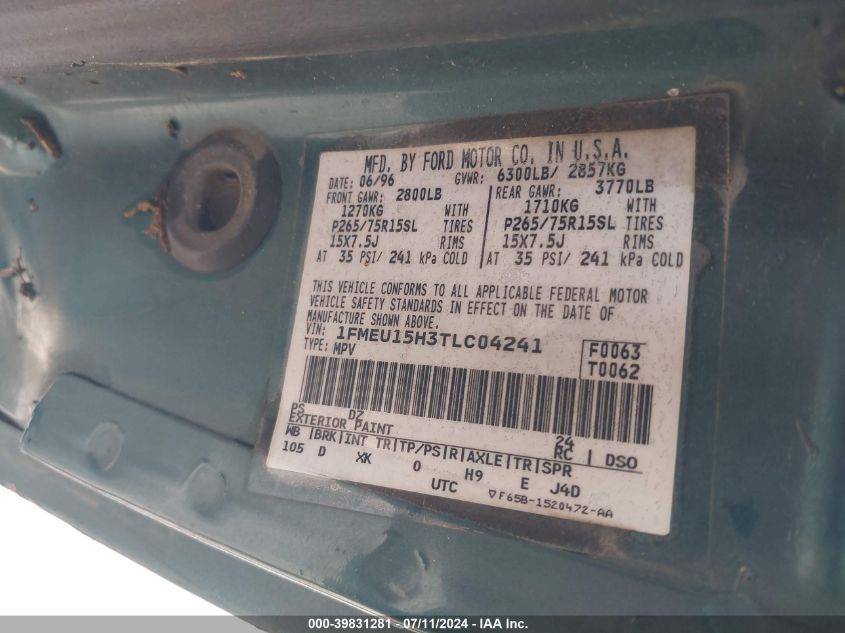 MFD. BY FORD MOTOR CO. IN U.S.A.
DATE: 06/96 GVWR: 6300LB/ 2857KG
FRONT GAWR: 2800LB REAR GAWR: 3770LB
1270KG WITH 1710KG WITH
P265/75R15SL TIRES P265/75R15SL TIRES
15X7.5J RIMS 15X7.5J RIMS
AT 35 PSI/ 241 kPa COLD AT 35 PSI/ 241 kPa COLD
THIS VEHICLE CONFORMS TO ALL APPLICABLE FEDERAL MOTOR
VEHICLE SAFETY STANDARDS IN EFFECT ON THE DATE OF
MANUFACTURE SHOWN ABOVE.
VIN: 1FMEU15H3TLC04241
TYPE: MPV
F0063
T0062
PS DZ
EXTERIOR PAINT 24
WB |BRK|INT TR|TP/PS|R|AXLE|TR|SPR RC | DSO
105 D XK 0 H9 E J4D
UTC ▽F65B-1520472-AA
000-39831281 - 07/11/2024 - IAAI.com